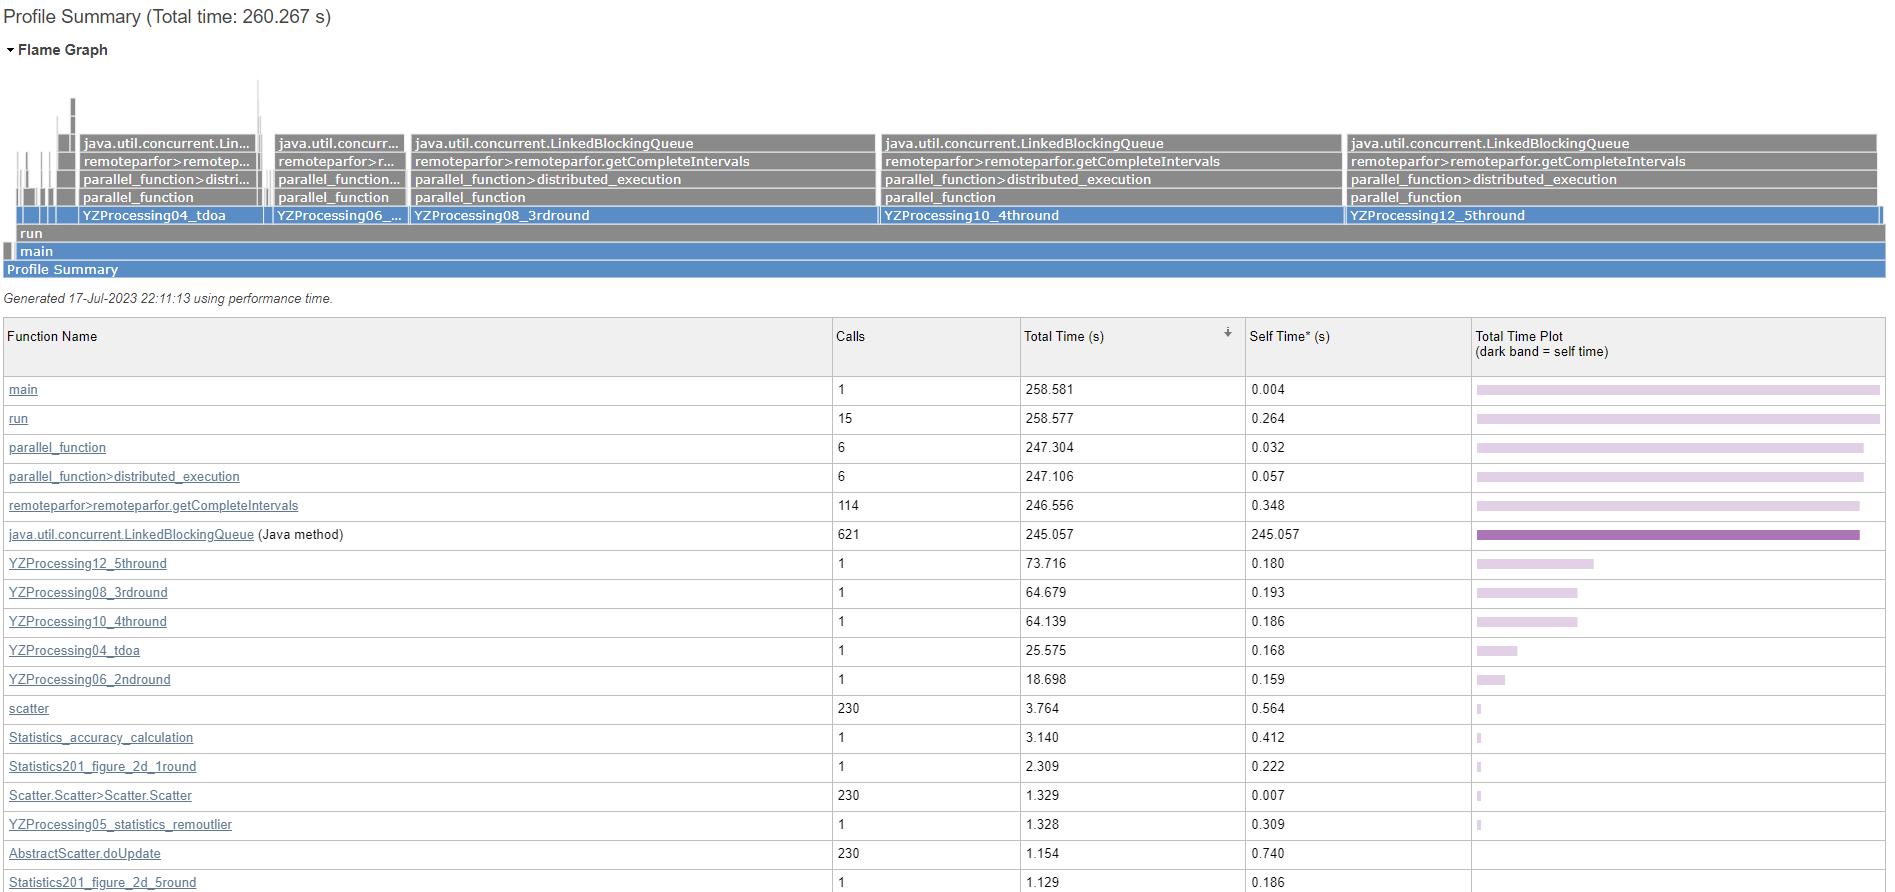 Profile Summary (Total time: 260.267 s)
Flame Graph
java.util.concurrent.Lin... java.util.concurr... java.util.concurrent.LinkedBlockingQueue java.util.concurrent.LinkedBlockingQueue java.util.concurrent.LinkedBlockingQueue
remoteparfor>remotep... remoteparfor>r... remoteparfor>remoteparfor.getCompleteIntervals remoteparfor>remoteparfor.getCompleteIntervals remoteparfor>remoteparfor.getCompleteIntervals
parallel_function>distri... parallel_function... parallel_function>distributed_execution parallel_function>distributed_execution parallel_function>distributed_execution
parallel_function parallel_function parallel_function parallel_function parallel_function
YZProcessing04_tdoa YZProcessing06_... YZProcessing08_3rdround YZProcessing10_4thround YZProcessing12_5thround
run
main
Profile Summary
Generated 17-Jul-2023 22:11:13 using performance time.
Function Name Calls Total Time (s) Self Time* (s) Total Time Plot
(dark band = self time)
main 1 258.581 0.004
run 15 258.577 0.264
parallel_function 6 247.304 0.032
parallel_function>distributed_execution 6 247.106 0.057
remoteparfor>remoteparfor.getCompleteIntervals 114 246.556 0.348
java.util.concurrent.LinkedBlockingQueue (Java method) 621 245.057 245.057
YZProcessing12_5thround 1 73.716 0.180
YZProcessing08_3rdround 1 64.679 0.193
YZProcessing10_4thround 1 64.139 0.186
YZProcessing04_tdoa 1 25.575 0.168
YZProcessing06_2ndround 1 18.698 0.159
scatter 230 3.764 0.564
Statistics_accuracy_calculation 1 3.140 0.412
Statistics201_figure_2d_1round 1 2.309 0.222
Scatter.Scatter>Scatter.Scatter 230 1.329 0.007
YZProcessing05_statistics_remoutlier 1 1.328 0.309
AbstractScatter.doUpdate 230 1.154 0.740
Statistics201_figure_2d_5round 1 1.129 0.186